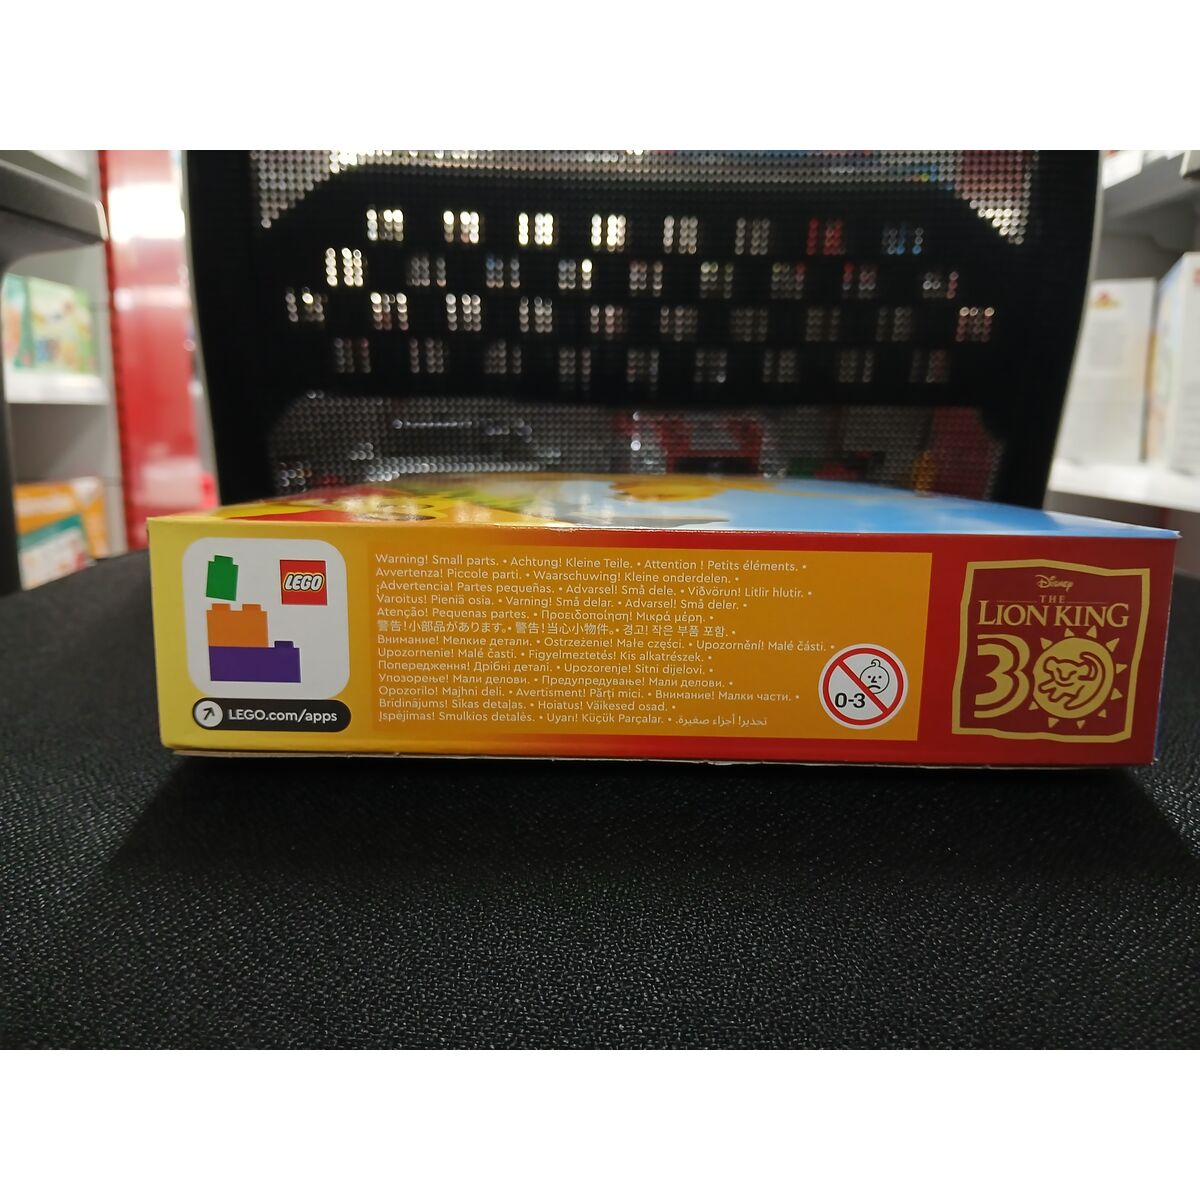 LEGO
LEGO.com/apps
Warning! Small parts. • Achtung! Kleine Teile. • Attention ! Petits éléments. •
Avvertenza! Piccole parti. • Waarschuwing! Kleine onderdelen. •
¡Advertencia! Partes pequeñas. • Advarsel! Små dele. • Viðvörun! Litlir hlutir. •
Varoitus! Pieniä osia. • Varning! Små delar. • Advarsel! Små deler. •
Atenção! Pequenas partes. • Προειδοποίηση! Μικρά μέρη. •
警告!小部品があります。• 警告!当心小物件。• 경고! 작은 부품 포함. •
Внимание! Мелкие детали. • Ostrzeżenie! Małe części. • Upozornění! Malé části. •
Upozornenie! Malé časti. • Figyelmeztetés! Kis alkatrészek. •
Попередження! Дрібні деталі. • Upozorenje! Sitni dijelovi. •
Упозорење! Мали делови. • Предупредување! Мали делови. •
Opozorilo! Majhni deli. • Avertisment! Părți mici. • Внимание! Малки части. •
Brīdinājums! Sīkas detaļas. • Hoiatus! Väikesed osad. •
Įspėjimas! Smulkios detalės. • Uyarı! Küçük Parçalar. • تحذير! أجزاء صغيرة.
0-3
Disney
THE
LION KING
30